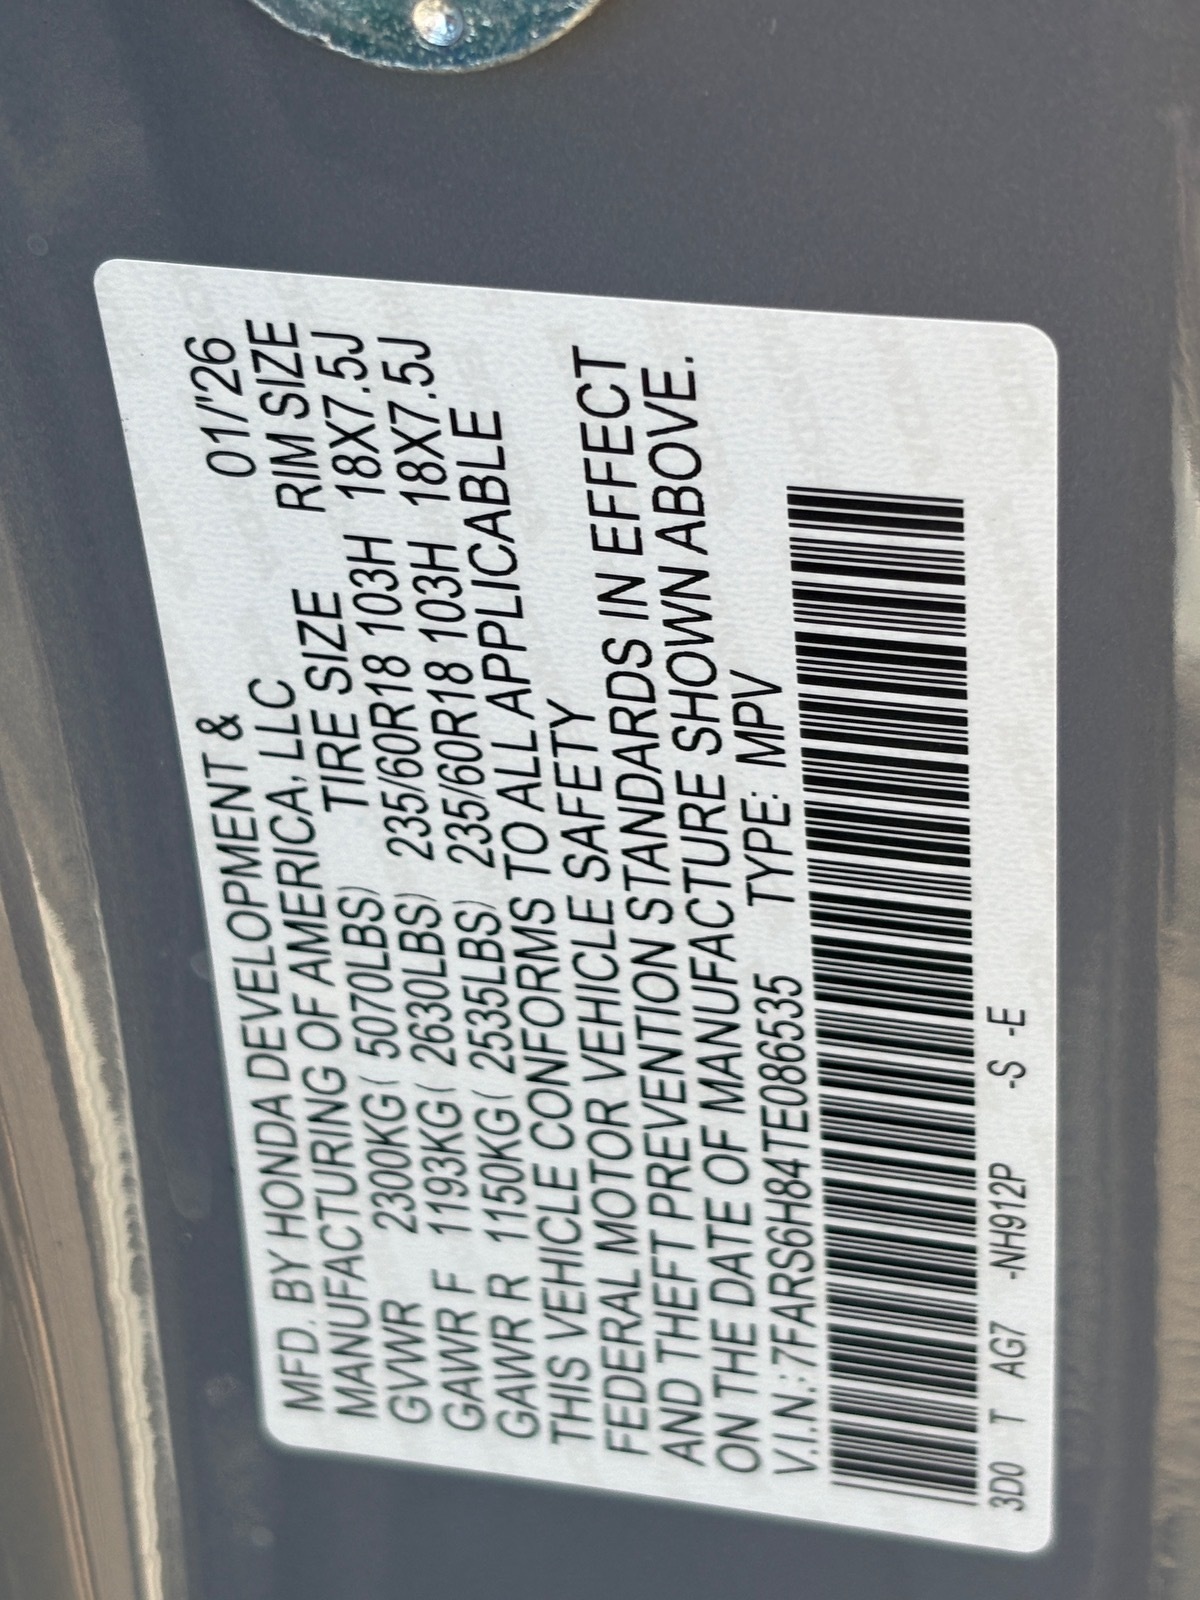 MFD. BY HONDA DEVELOPMENT & 01/'26
MANUFACTURING OF AMERICA, LLC RIM SIZE
TIRE SIZE
GVWR 2300KG( 5070LBS) 18X7.5J
GAWR F 1193KG( 2630LBS) 235/60R18 103H 18X7.5J
GAWR R 1150KG( 2535LBS) 235/60R18 103H
THIS VEHICLE CONFORMS TO ALL APPLICABLE
FEDERAL MOTOR VEHICLE SAFETY
AND THEFT PREVENTION STANDARDS IN EFFECT
ON THE DATE OF MANUFACTURE SHOWN ABOVE.
V.I.N.: 7FARS6H84TE086535 TYPE: MPV
3D0 T AG7 -NH912P -S -E